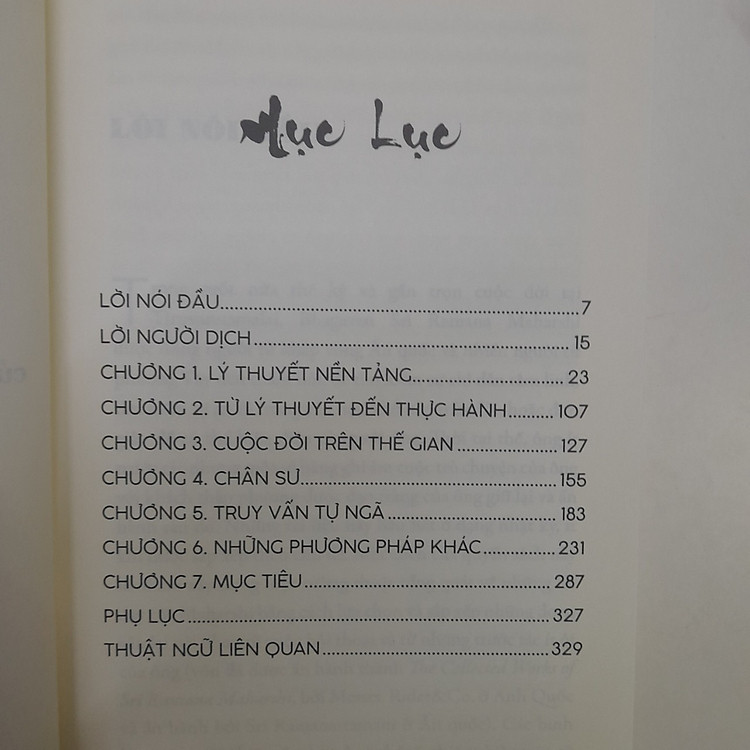 Mục Lục
LỜI NÓI ĐẦU.......... 7
LỜI NGƯỜI DỊCH.......... 15
CHƯƠNG 1. LÝ THUYẾT NỀN TẢNG.......... 23
CHƯƠNG 2. TỪ LÝ THUYẾT ĐẾN THỰC HÀNH.......... 107
CHƯƠNG 3. CUỘC ĐỜI TRÊN THẾ GIAN.......... 127
CHƯƠNG 4. CHÂN SƯ.......... 155
CHƯƠNG 5. TRUY VẤN TỰ NGÃ.......... 183
CHƯƠNG 6. NHỮNG PHƯƠNG PHÁP KHÁC.......... 231
CHƯƠNG 7. MỤC TIÊU.......... 287
PHỤ LỤC.......... 327
THUẬT NGỮ LIÊN QUAN.......... 329